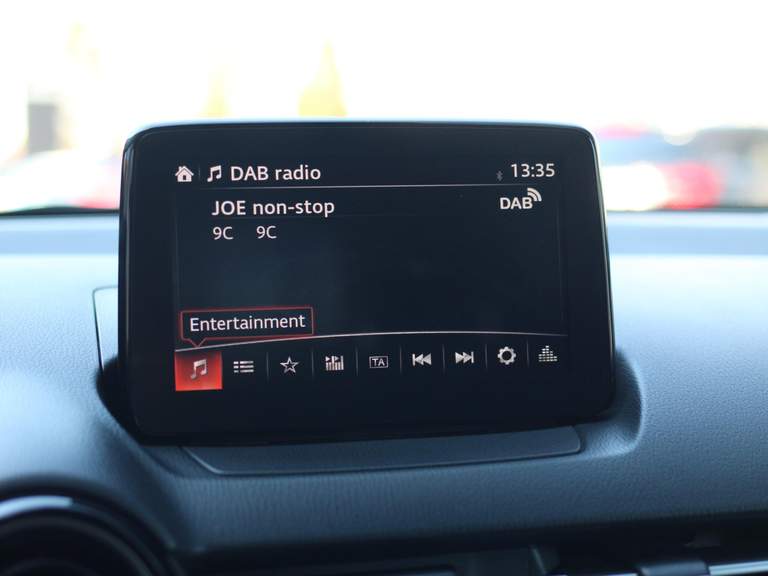 DAB radio 13:35
JOE non-stop DAB
9C 9C
Entertainment
TA